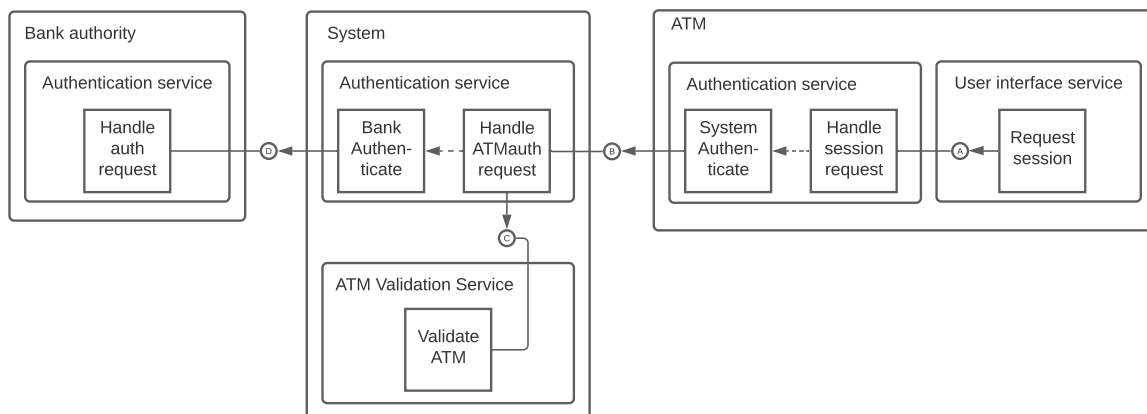 Bank authority
Authentication service
Handle
auth
request
D
System
Authentication service
Bank
Authen-
ticate
Handle
ATMauth
request
B
C
ATM Validation Service
Validate
ATM
ATM
Authentication service
System
Authen-
ticate
Handle
session
request
A
User interface service
Request
session